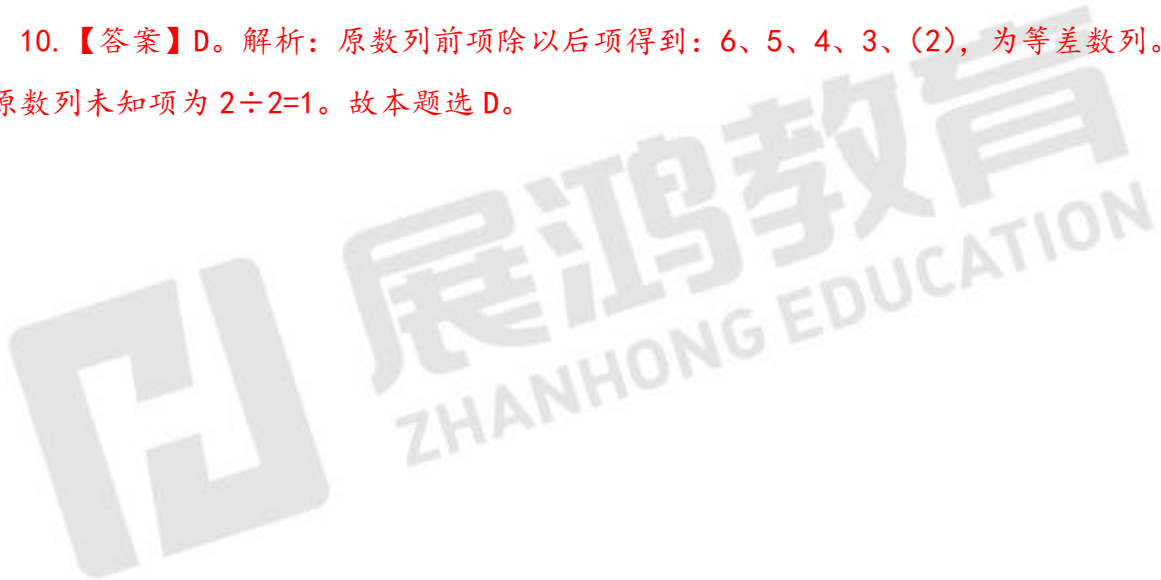 10.【答案】D。解析：原数列前项除以后项得到：6、5、4、3、（2），为等差数列。
原数列未知项为 2÷2=1。故本题选 D。
展鸿教育
ZHANHONG EDUCATION